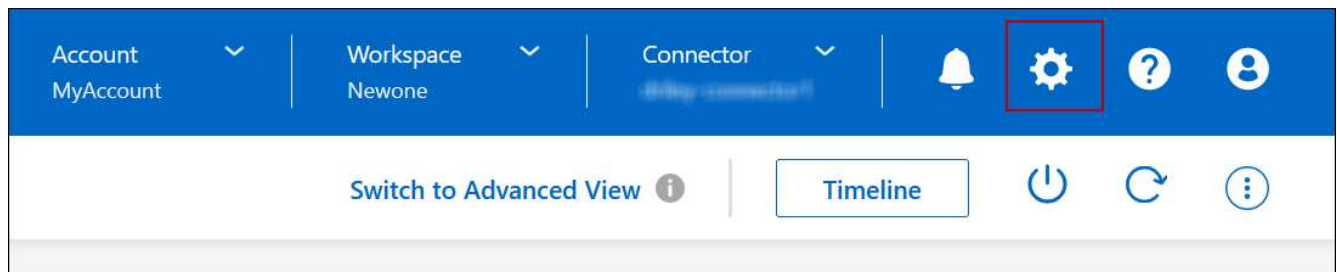 Account
MyAccount
Workspace
Newone
Connector
Switch to Advanced View
Timeline